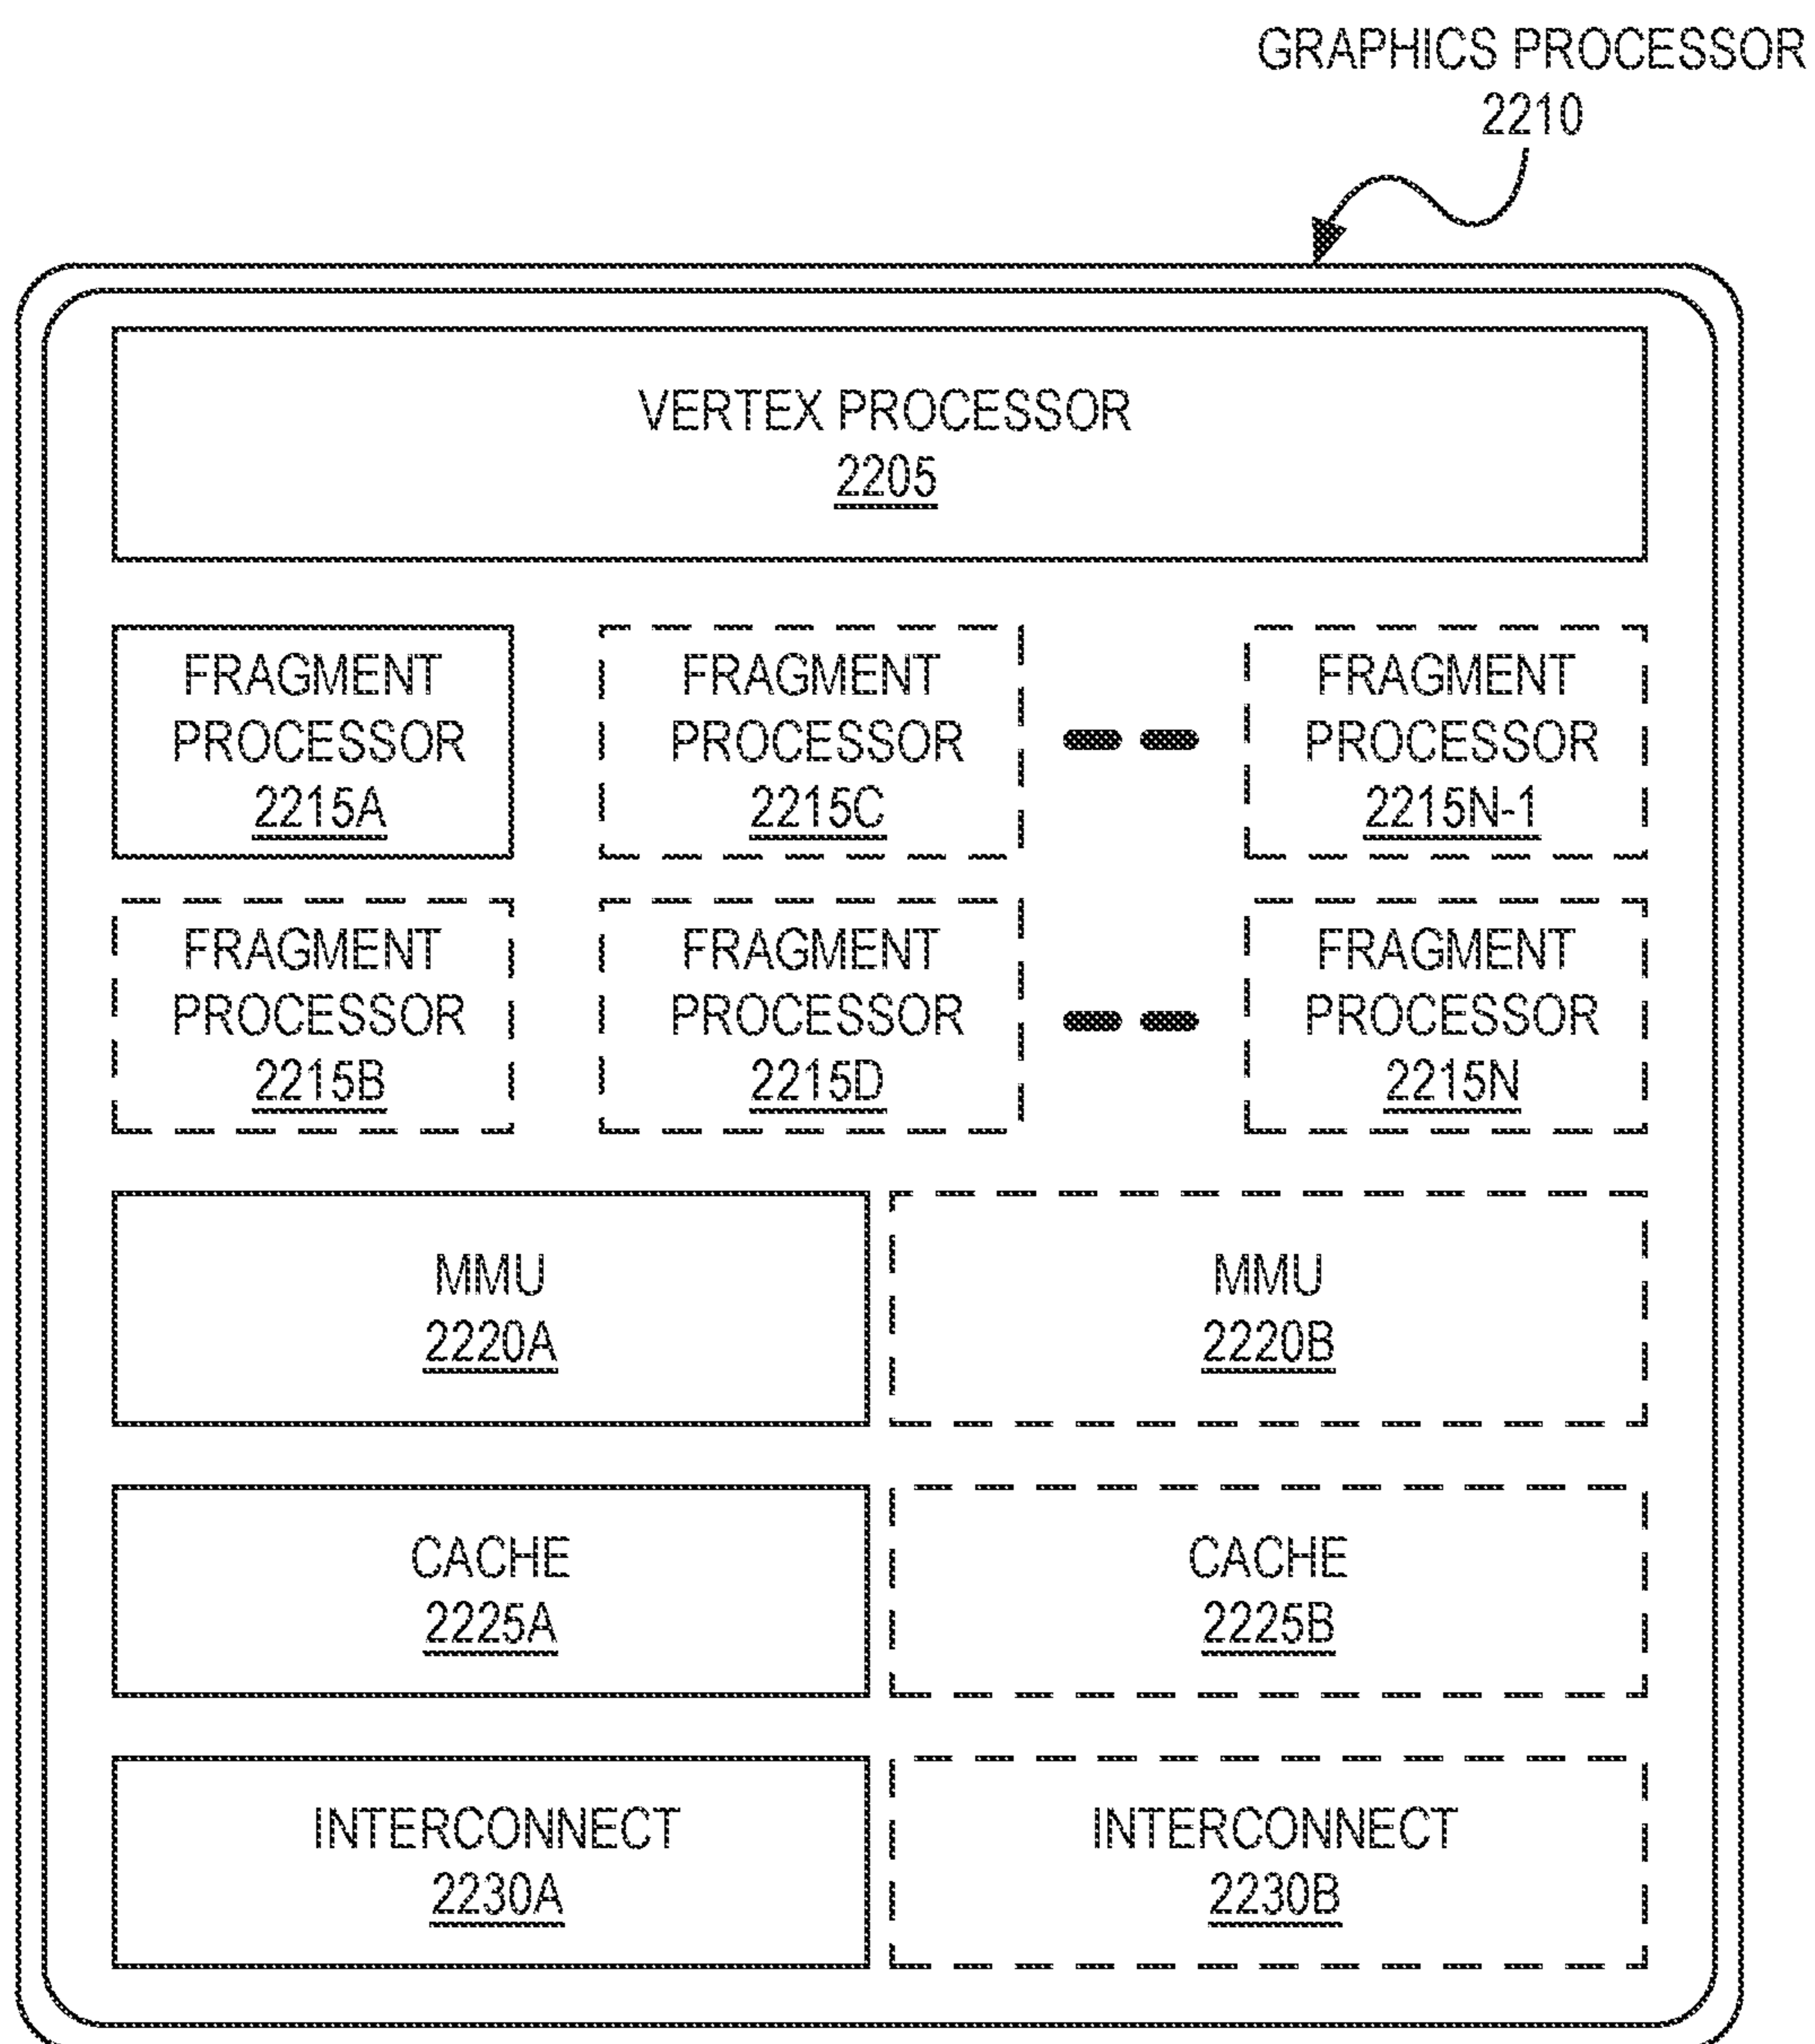 GRAPHICS PROCESSOR
2210
VERTEX PROCESSOR
2205
FRAGMENT
PROCESSOR
2215A
FRAGMENT
PROCESSOR
2215C
FRAGMENT
PROCESSOR
2215N-1
FRAGMENT
PROCESSOR
2215B
FRAGMENT
PROCESSOR
2215D
FRAGMENT
PROCESSOR
2215N
MMU
2220A
MMU
2220B
CACHE
2225A
CACHE
2225B
INTERCONNECT
2230A
INTERCONNECT
2230B